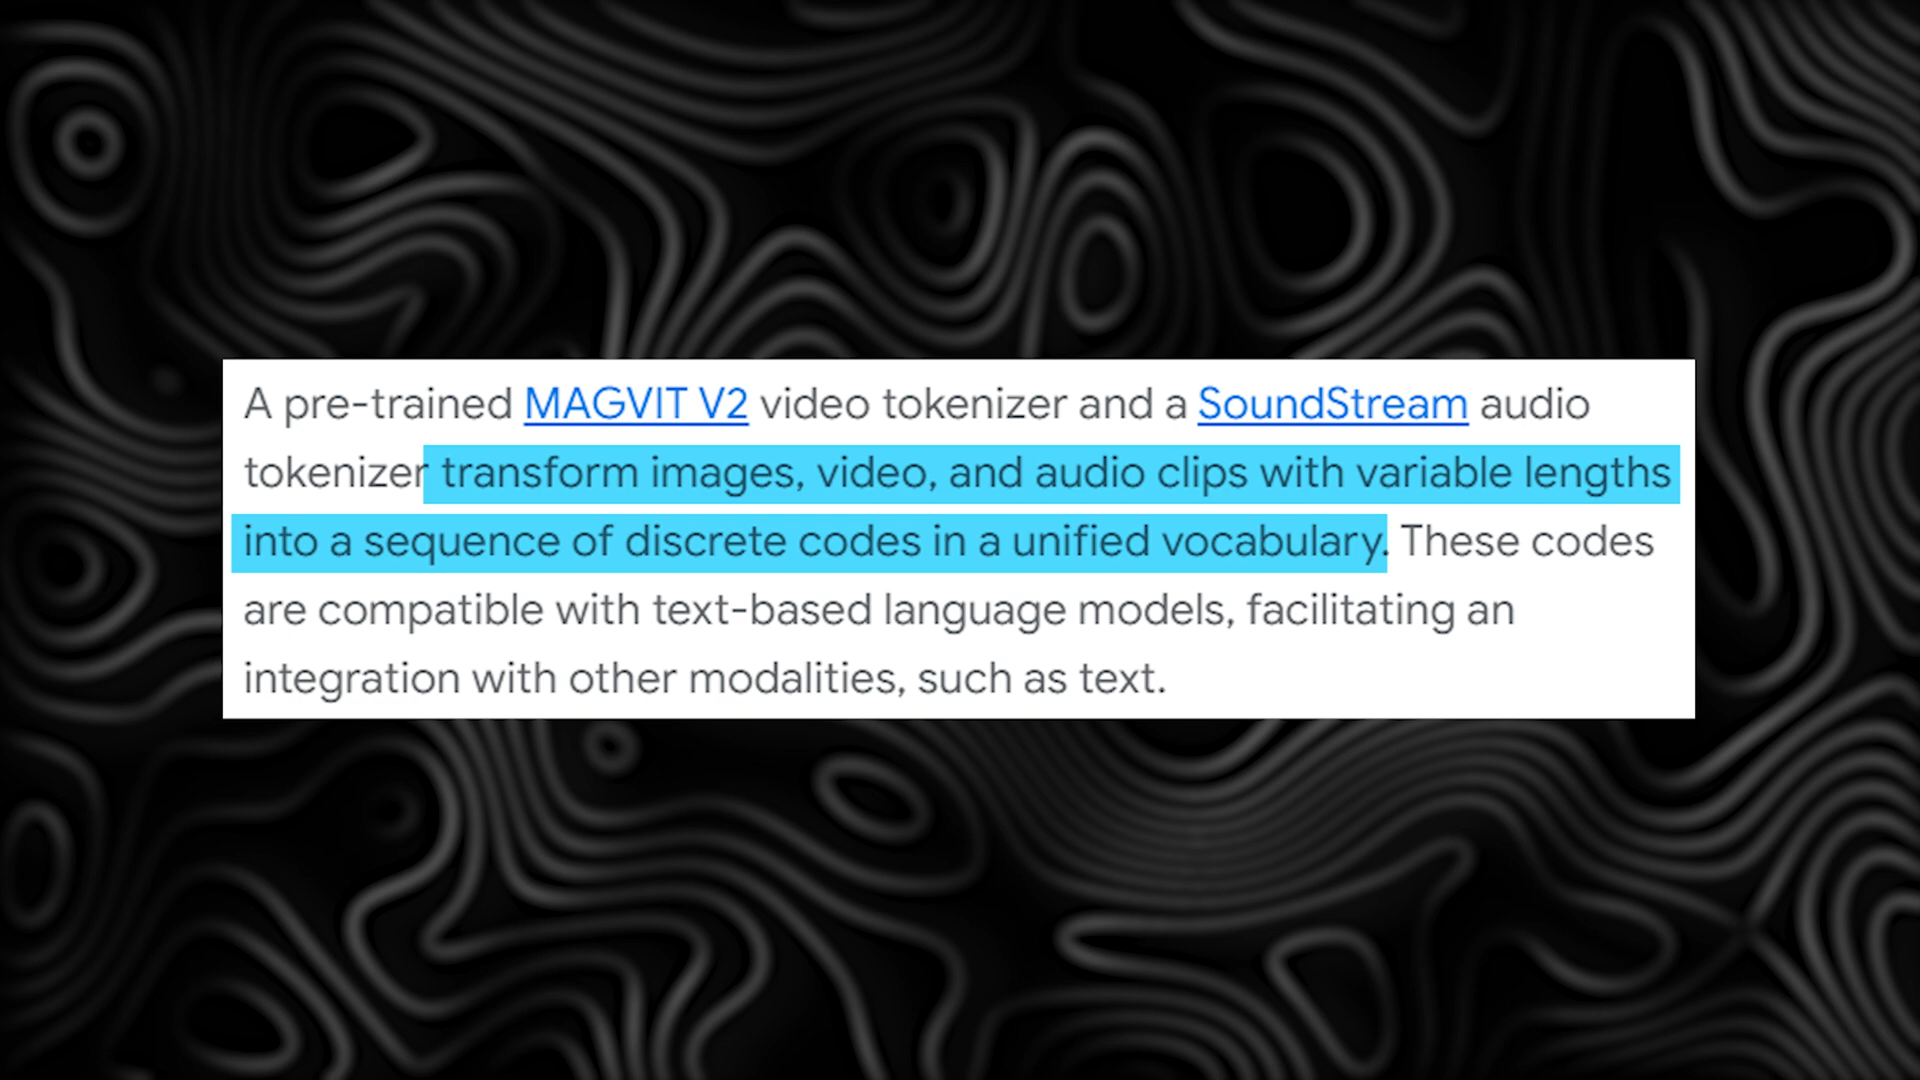 A pre-trained MAGVIT V2 video tokenizer and a SoundStream audio
tokenizer transform images, video, and audio clips with variable lengths
into a sequence of discrete codes in a unified vocabulary. These codes
are compatible with text-based language models, facilitating an
integration with other modalities, such as text.